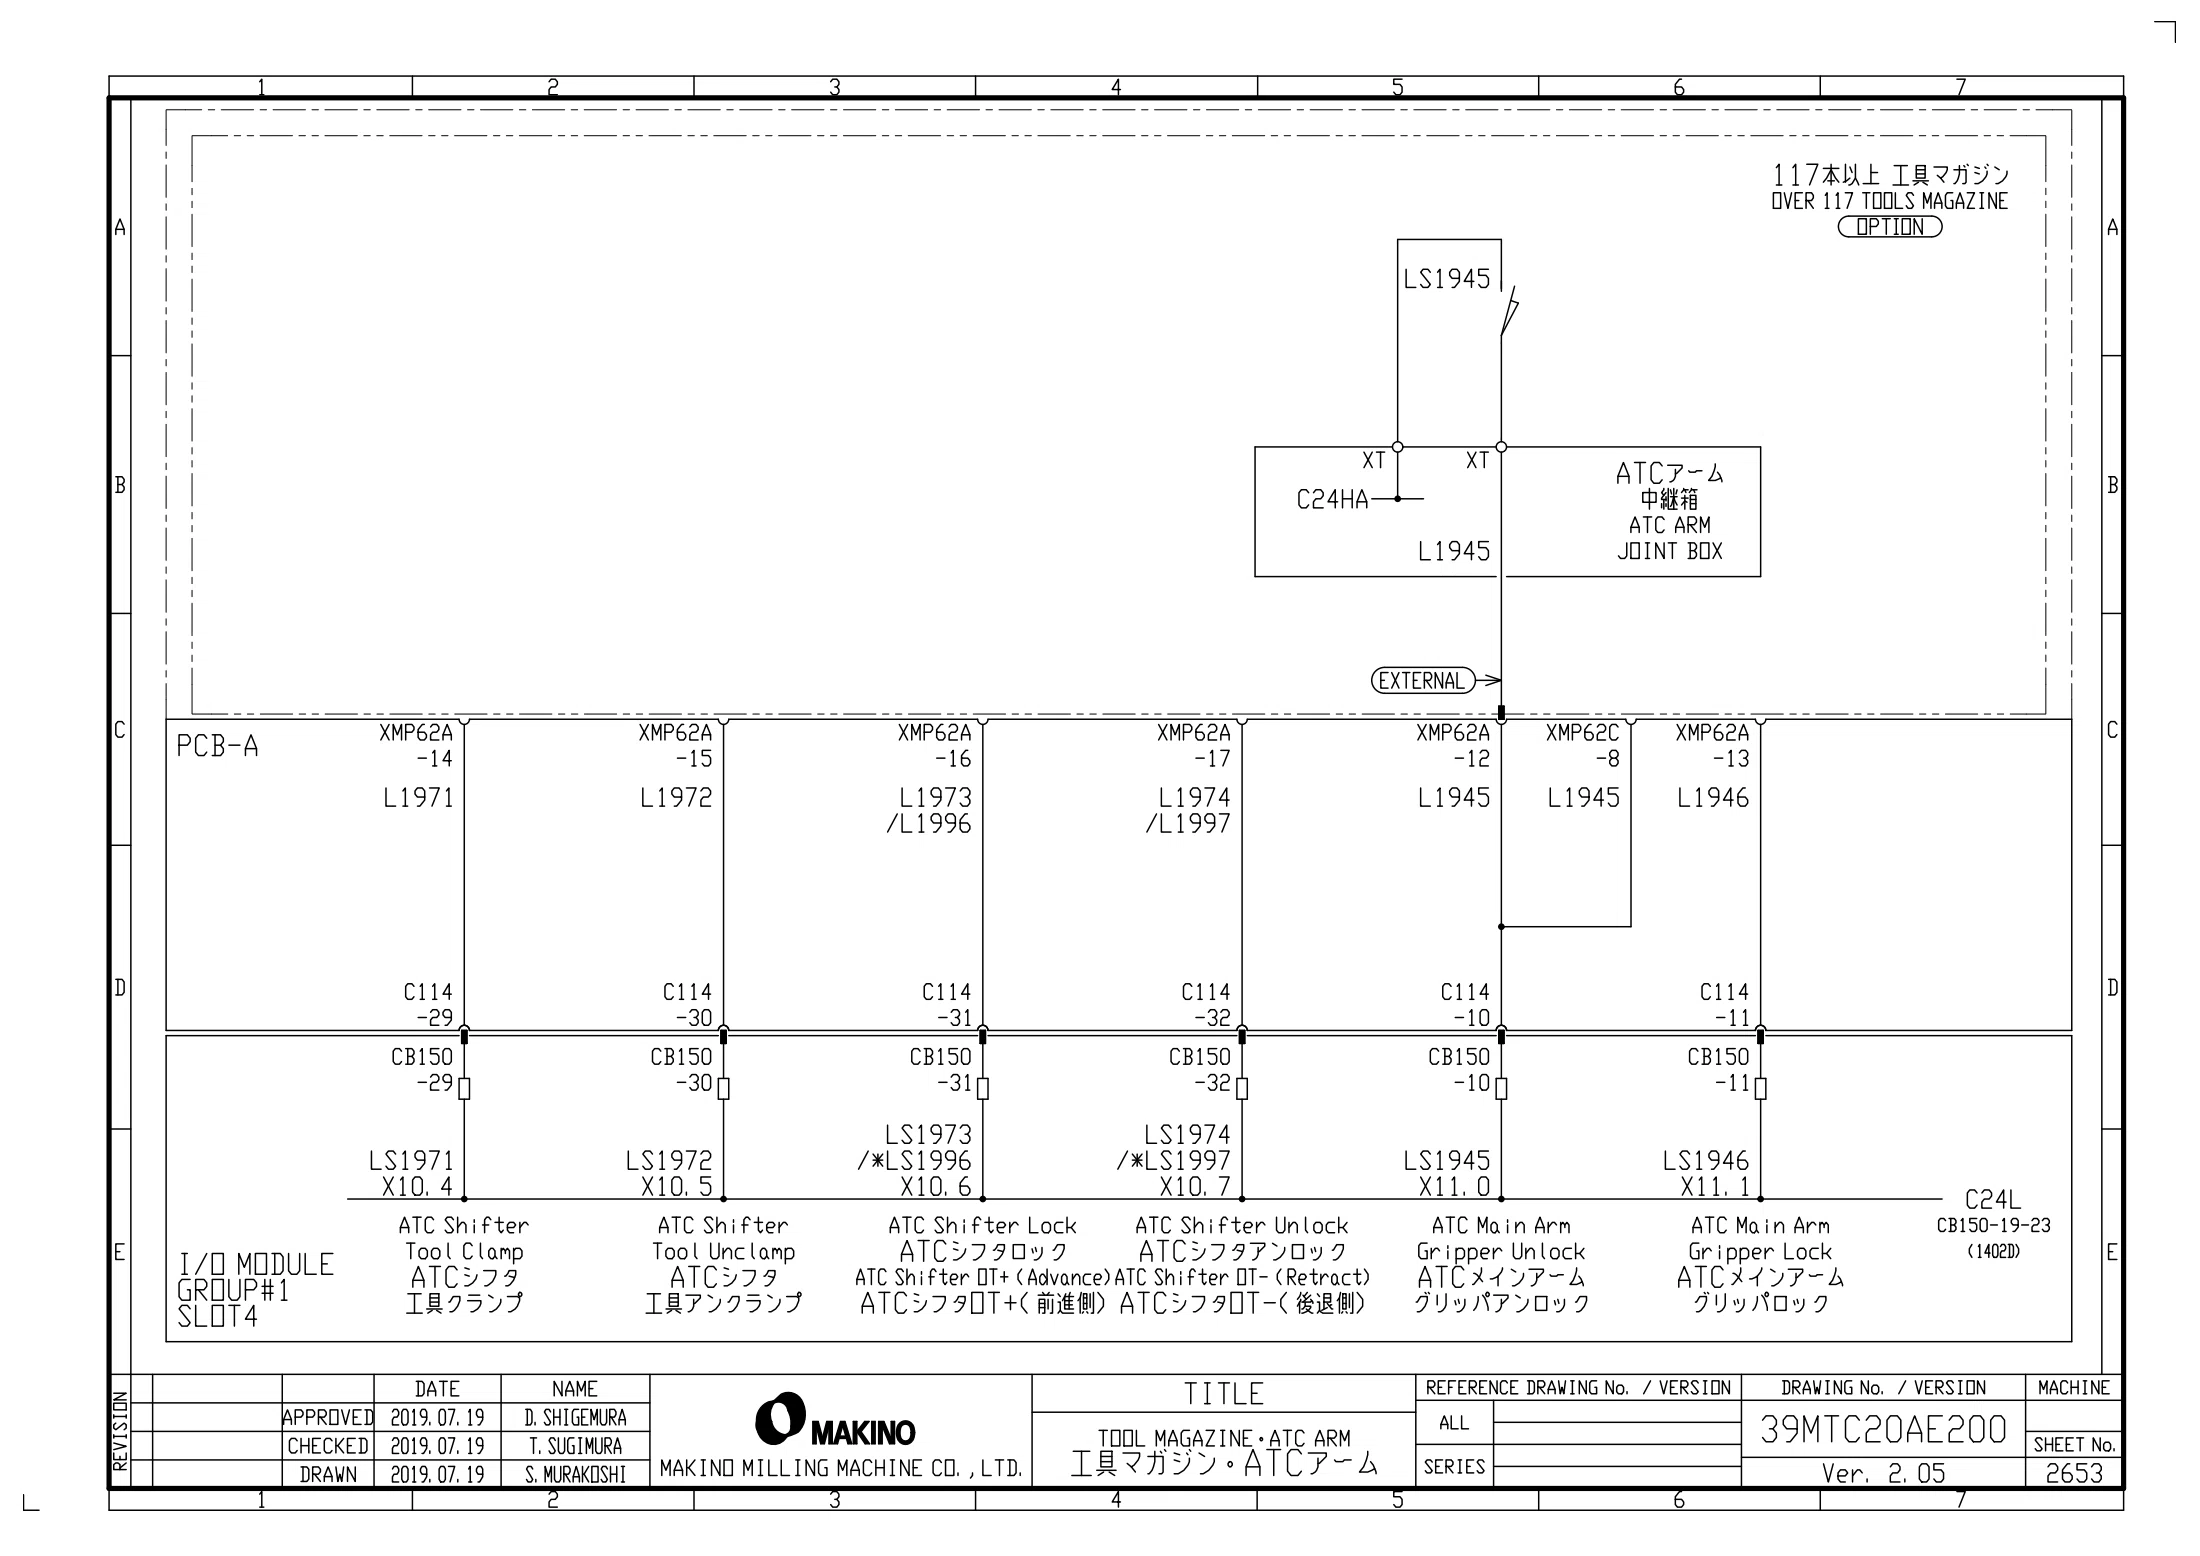 1 2 3 4 5 6 7
A A
B B
C C
D D
E E
117本以上 工具マガジン
OVER 117 TOOLS MAGAZINE
OPTION
LS1945
XT XT
C24HA
L1945
ATCアーム
中継箱
ATC ARM
JOINT BOX
EXTERNAL
PCB-A
XMP62A XMP62A XMP62A XMP62A XMP62A XMP62C XMP62A
-14 -15 -16 -17 -12 -8 -13
L1971 L1972 L1973 L1974 L1945 L1945 L1946
/L1996 /L1997
C114 C114 C114 C114 C114 C114
-29 -30 -31 -32 -10 -11
CB150 CB150 CB150 CB150 CB150 CB150
-29 -30 -31 -32 -10 -11
LS1973 LS1974
LS1971 LS1972 /*LS1996 /*LS1997 LS1945 LS1946
X10.4 X10.5 X10.6 X10.7 X11.0 X11.1
C24L
CB150-19-23
(1402D)
I/O MODULE
GROUP#1
SLOT4
ATC Shifter
Tool Clamp
ATCシフタ
工具クランプ
ATC Shifter
Tool Unclamp
ATCシフタ
工具アンクランプ
ATC Shifter Lock
ATCシフタロック
ATC Shifter OT+(Advance)
ATCシフタOT+(前進側)
ATC Shifter Unlock
ATCシフタアンロック
ATC Shifter OT-(Retract)
ATCシフタOT-(後退側)
ATC Main Arm
Gripper Unlock
ATCメインアーム
グリッパアンロック
ATC Main Arm
Gripper Lock
ATCメインアーム
グリッパロック
REVISION
DATE NAME
APPROVED 2019.07.19 D. SHIGEMURA
CHECKED 2019.07.19 T. SUGIMURA
DRAWN 2019.07.19 S. MURAKOSHI
MAKINO
MAKINO MILLING MACHINE CO.,LTD.
TITLE
TOOL MAGAZINE・ATC ARM
工具マガジン・ATCアーム
REFERENCE DRAWING No. / VERSION
ALL
SERIES
DRAWING No. / VERSION
39MTC20AE200
Ver. 2.05
MACHINE
SHEET No.
2653
1 2 3 4 5 6 7